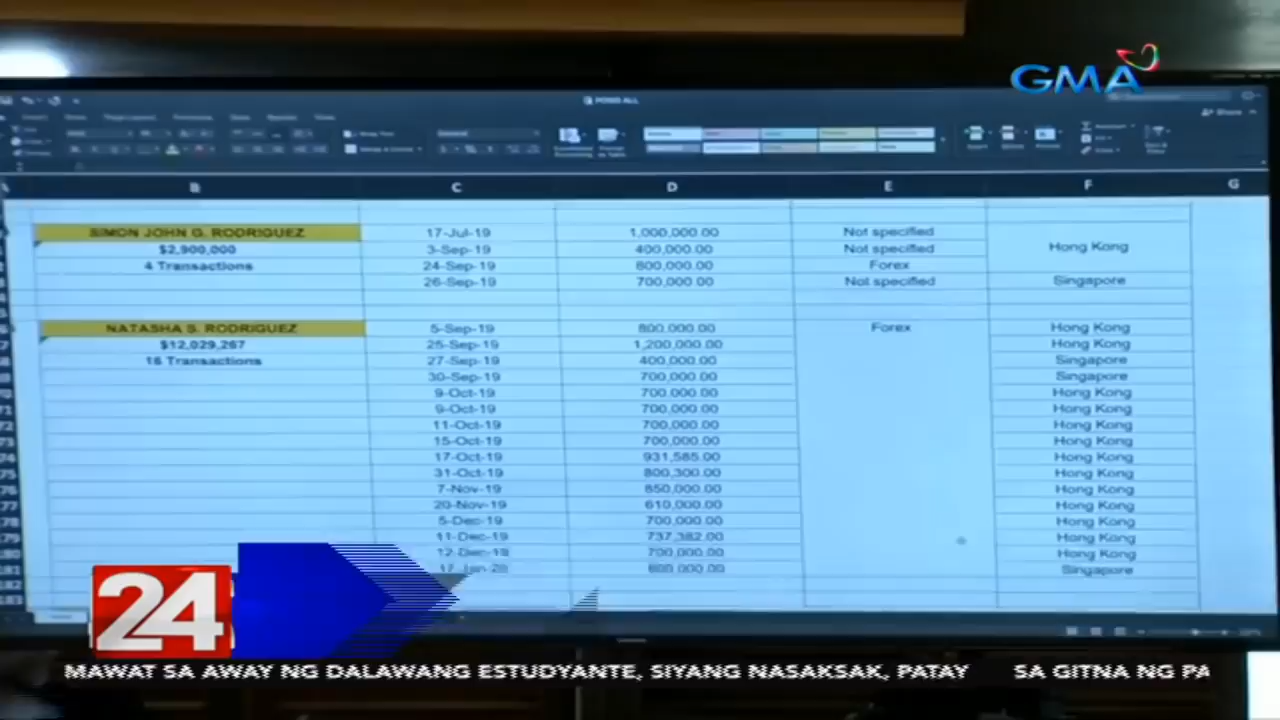 GMA
B C D E F G
SIMON JOHN G. RODRIGUEZ 17-Jul-19 1,000,000.00 Not specified
$2,900,000 3-Sep-19 400,000.00 Not specified Hong Kong
4 Transactions 24-Sep-19 800,000.00 Forex
26-Sep-19 700,000.00 Not specified Singapore
NATASHA S. RODRIGUEZ 5-Sep-19 800,000.00 Forex Hong Kong
$12,029,267 25-Sep-19 1,200,000.00 Hong Kong
16 Transactions 27-Sep-19 400,000.00 Singapore
30-Sep-19 700,000.00 Singapore
9-Oct-19 700,000.00 Hong Kong
9-Oct-19 700,000.00 Hong Kong
11-Oct-19 700,000.00 Hong Kong
15-Oct-19 700,000.00 Hong Kong
17-Oct-19 931,585.00 Hong Kong
31-Oct-19 800,300.00 Hong Kong
7-Nov-19 850,000.00 Hong Kong
20-Nov-19 610,000.00 Hong Kong
5-Dec-19 700,000.00 Hong Kong
11-Dec-19 737,382.00 Hong Kong
12-Dec-19 700,000.00 Hong Kong
17-Jan-20 Singapore
24
MAWAT SA AWAY NG DALAWANG ESTUDYANTE, SIYANG NASAKSAK, PATAY SA GITNA NG PA